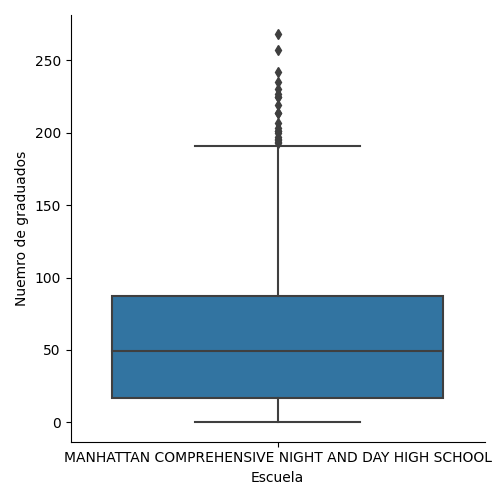 250
200
150
100
50
0
Nuemro de graduados
MANHATTAN COMPREHENSIVE NIGHT AND DAY HIGH SCHOOL
Escuela